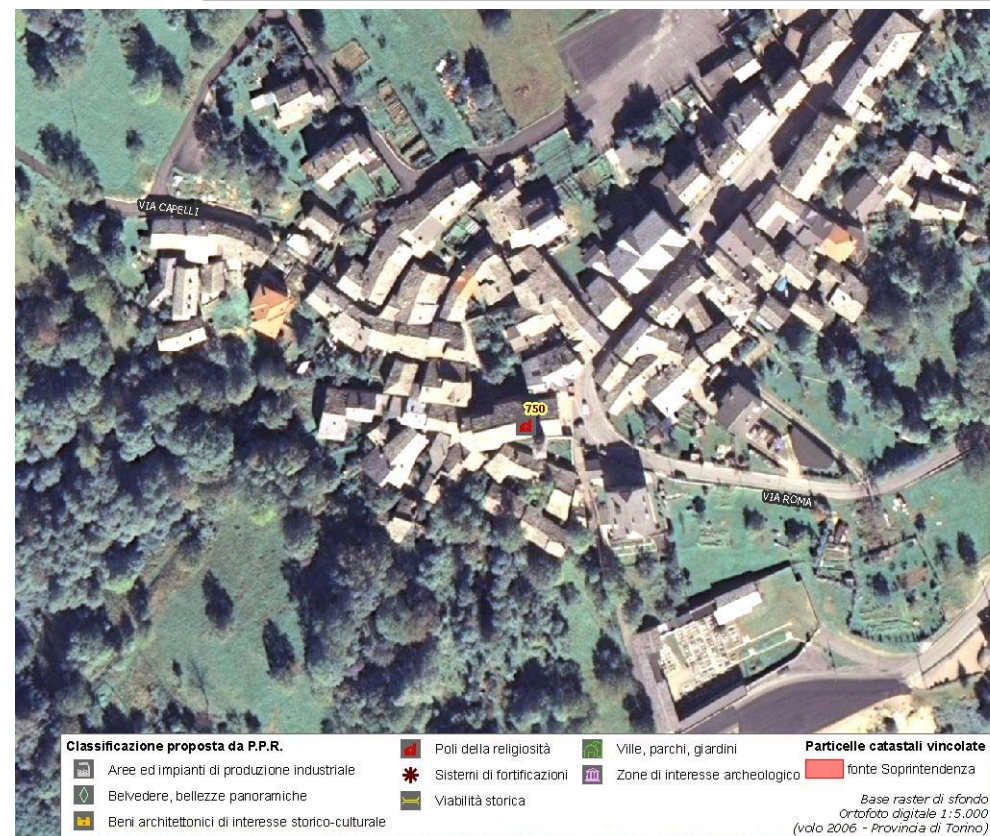 VIA CAPELLI
750
VIA ROMA
Classificazione proposta da P.P.R.
Aree ed impianti di produzione industriale
Belvedere, bellezze panoramiche
Beni architettonici di interesse storico-culturale
Poli della religiosità
Sistemi di fortificazioni
Viabilità storica
Ville, parchi, giardini
Zone di interesse archeologico
Particelle catastali vincolate
fonte Soprintendenza
Base raster di sfondo
Ortofoto digitale 1:5.000
(volo 2006 - Provincia di Torino)